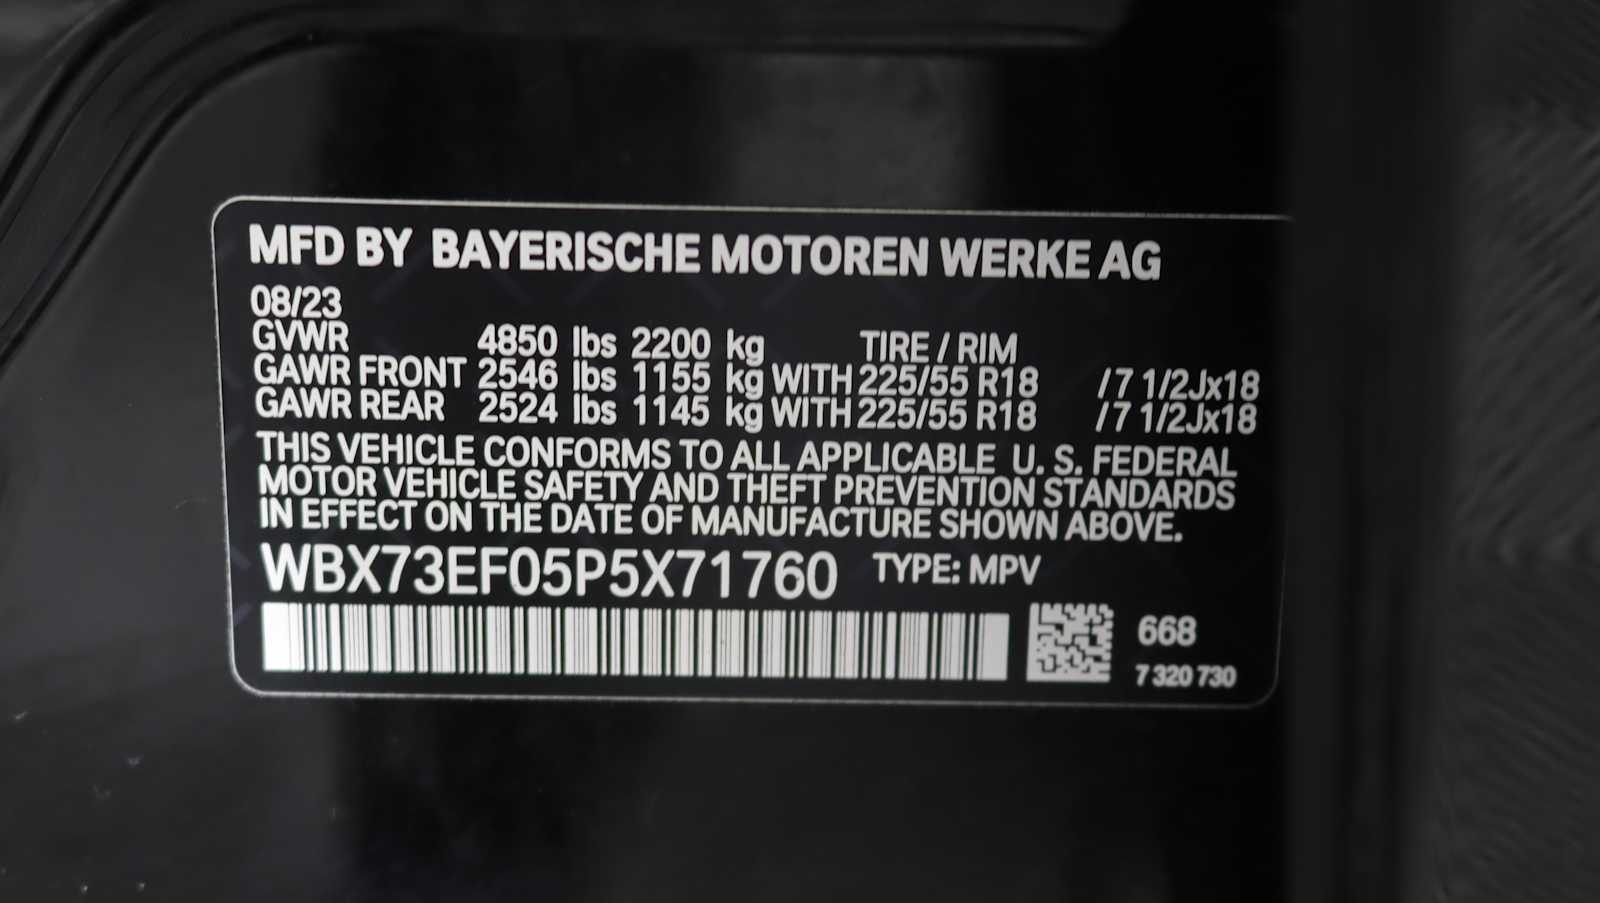 MFD BY BAYERISCHE MOTOREN WERKE AG
08/23
GVWR 4850 lbs 2200 kg TIRE / RIM
GAWR FRONT 2546 lbs 1155 kg WITH 225/55 R18 /7 1/2Jx18
GAWR REAR 2524 lbs 1145 kg WITH 225/55 R18 /7 1/2Jx18
THIS VEHICLE CONFORMS TO ALL APPLICABLE U. S. FEDERAL
MOTOR VEHICLE SAFETY AND THEFT PREVENTION STANDARDS
IN EFFECT ON THE DATE OF MANUFACTURE SHOWN ABOVE.
WBX73EF05P5X71760 TYPE: MPV
668
7 320 730